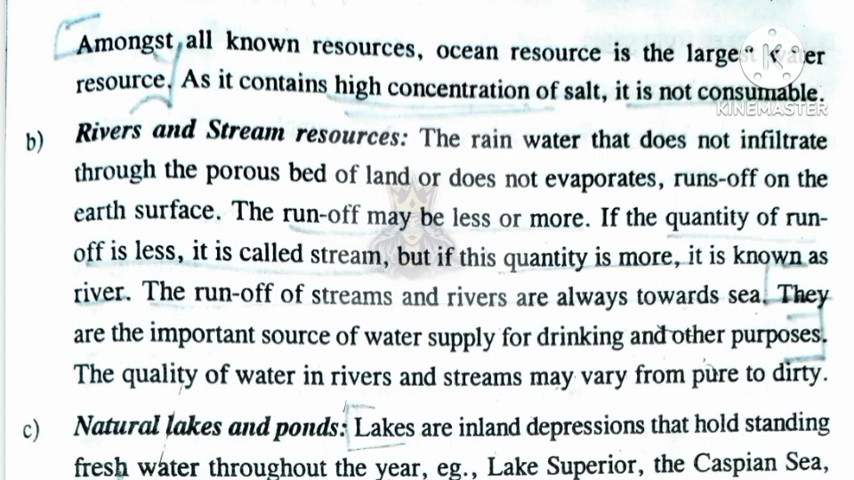 Amongst all known resources, ocean resource is the largest water
KINEMASTER
resource. As it contains high concentration of salt, it is not consumable.
b) Rivers and Stream resources: The rain water that does not infiltrate
through the porous bed of land or does not evaporates, runs-off on the
earth surface. The run-off may be less or more. If the quantity of run-
off is less, it is called stream, but if this quantity is more, it is known as
river. The run-off of streams and rivers are always towards sea. They
are the important source of water supply for drinking and other purposes.
The quality of water in rivers and streams may vary from pure to dirty.
c) Natural lakes and ponds: Lakes are inland depressions that hold standing
fresh water throughout the year, eg., Lake Superior, the Caspian Sea,